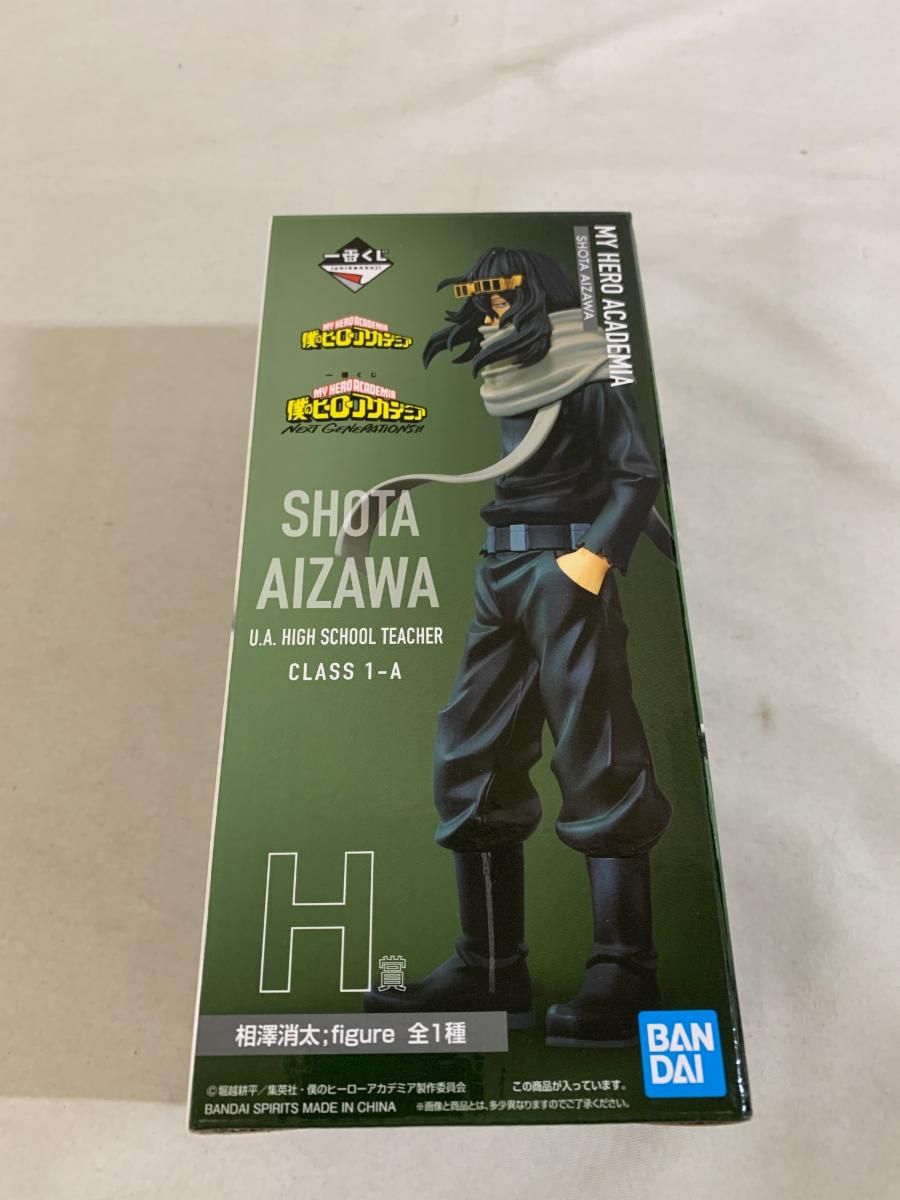 一番くじ
ICHIBANKUJI
MY HERO ACADEMIA
僕のヒーローアカデミア
一番くじ
MY HERO ACADEMIA
僕のヒーローアカデミア
NEXT GENERATIONS!!
MY HERO ACADEMIA
SHOTA AIZAWA
SHOTA
AIZAWA
U.A. HIGH SCHOOL TEACHER
CLASS 1-A
H賞
相澤消太;figure 全1種
BAN
DAI
©堀越耕平/集英社・僕のヒーローアカデミア製作委員会
BANDAI SPIRITS MADE IN CHINA
この商品が入っています。
※画像と商品とは、多少異なりますのでご了承ください。